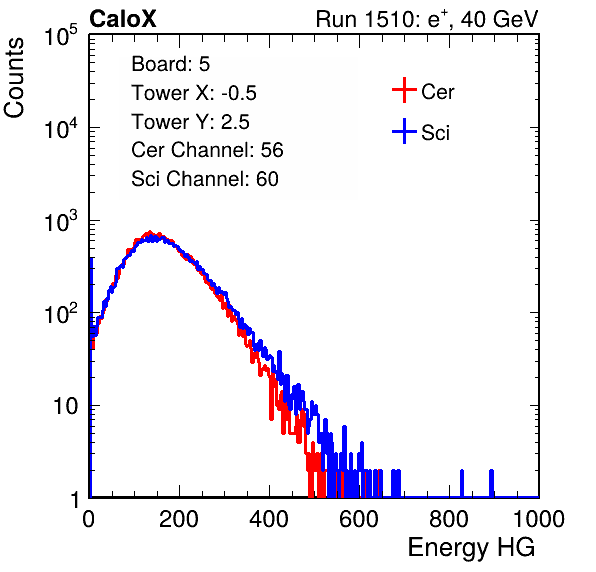 CaloX Run 1510: e⁺, 40 GeV
Counts
Board: 5
Tower X: -0.5
Tower Y: 2.5
Cer Channel: 56
Sci Channel: 60
Cer
Sci
10⁵
10⁴
10³
10²
10
1
0 200 400 600 800 1000
Energy HG